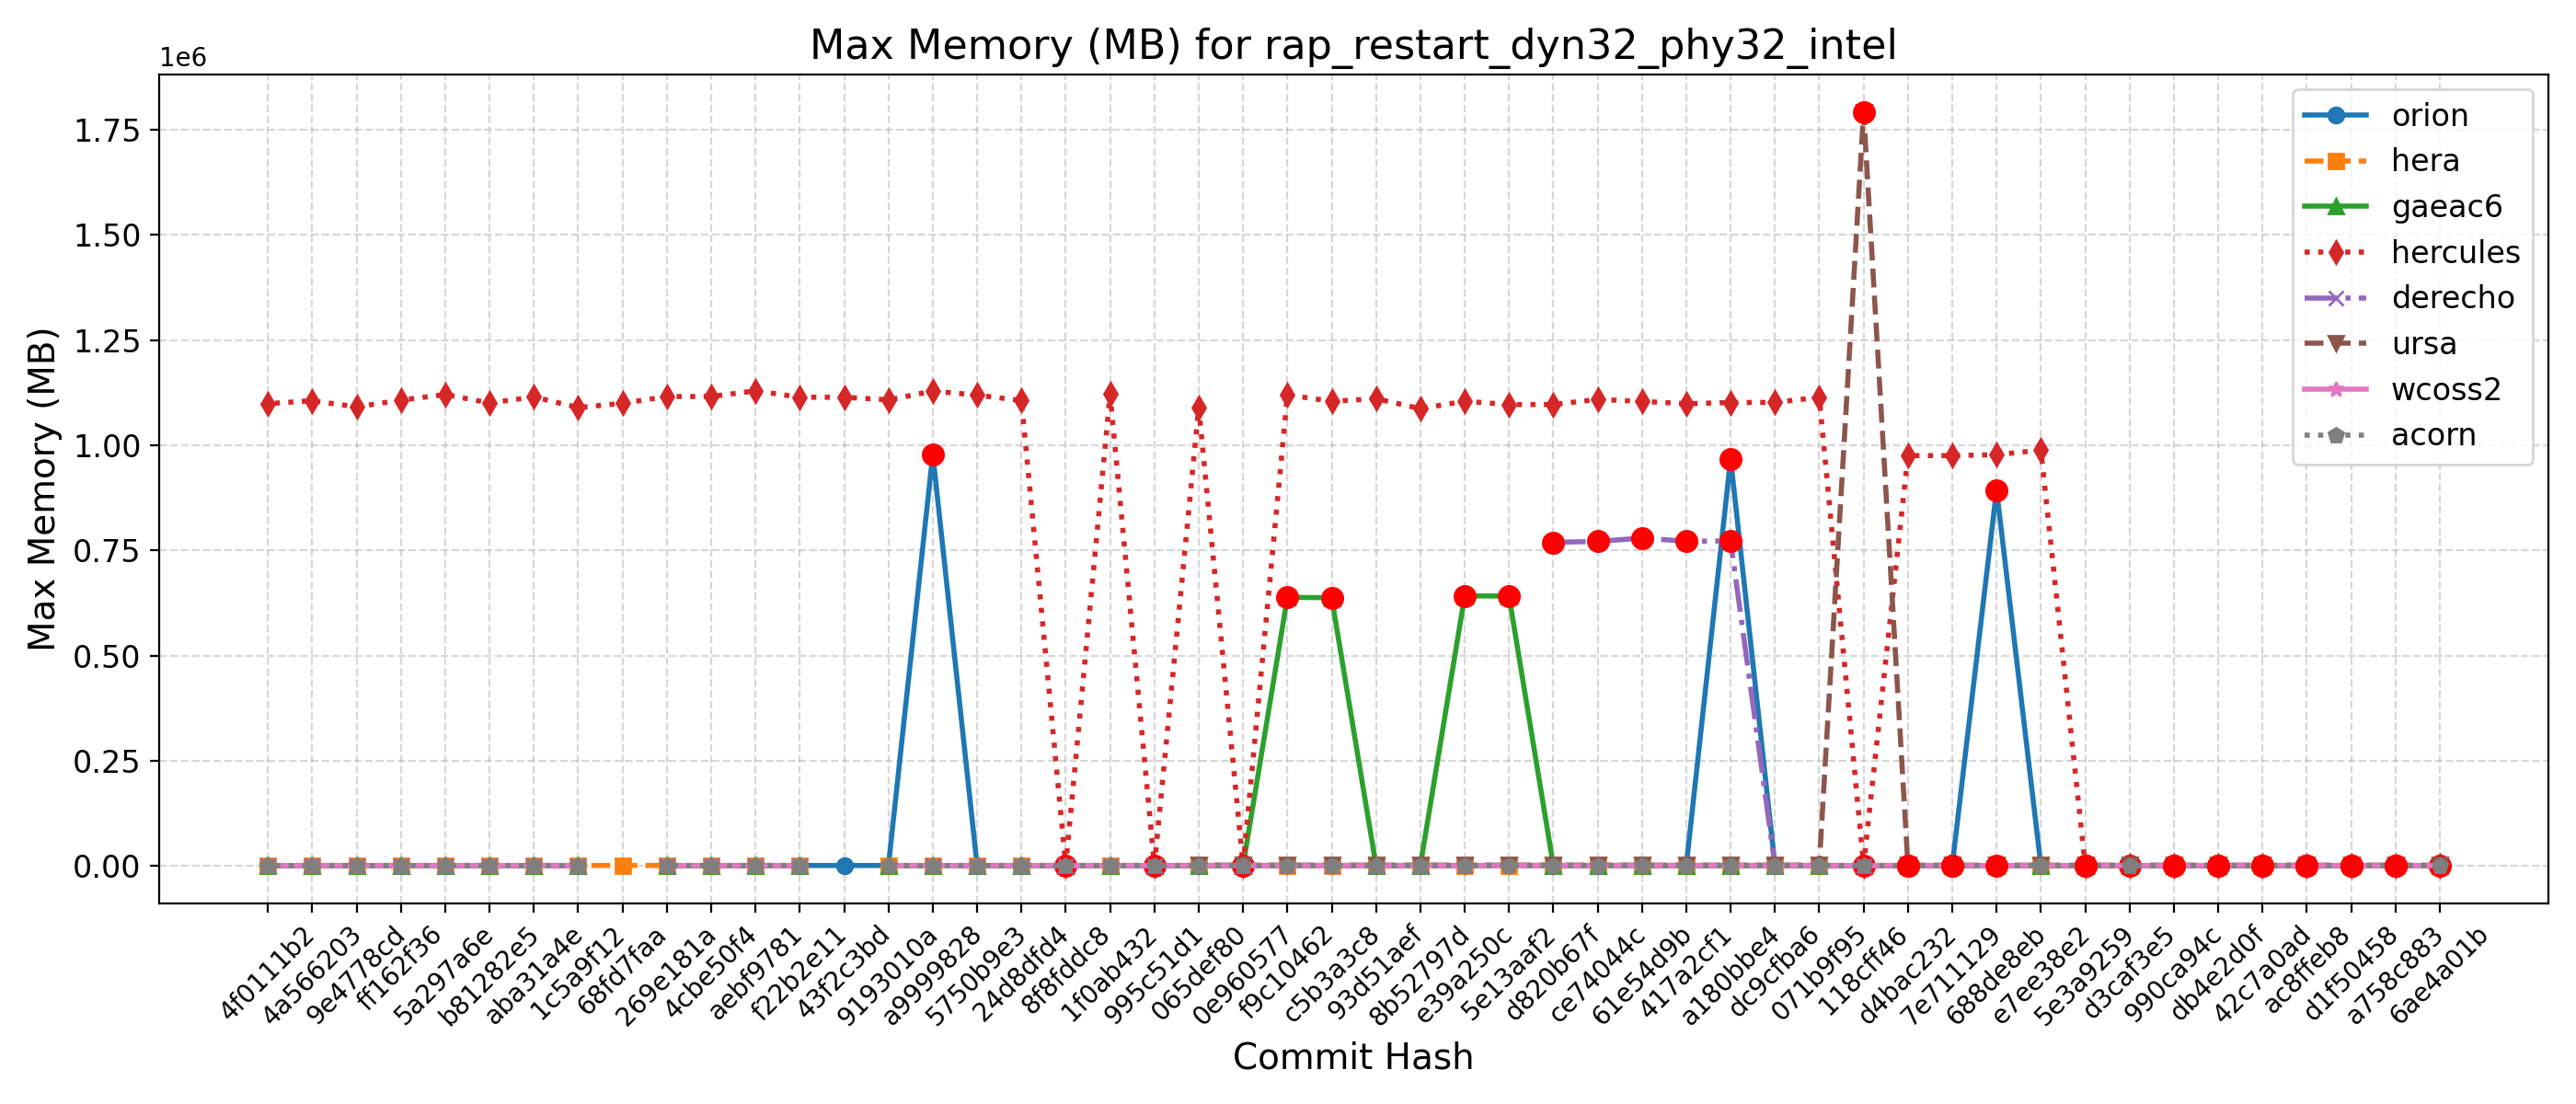 Max Memory (MB) for rap_restart_dyn32_phy32_intel
1e6
1.75
1.50
1.25
1.00
0.75
0.50
0.25
0.00
Max Memory (MB)
orion
hera
gaeac6
hercules
derecho
ursa
wcoss2
acorn
4f0111b2
4a566203
9e4778cd
ff162f36
5a297a6e
b81282e5
aba31a4e
1c5a9f12
68fd7faa
269e181a
4cbe50f4
aebf9781
f22b2e11
43f2c3bd
9193010a
a9999828
5750b9e3
24d8dfd4
8f8fddc8
1f0ab432
995c51d1
065def80
0e960577
f9c10462
c5b3a3c8
93d51aef
8b52797d
e39a250c
5e13aaf2
d820b67f
ce74044c
61e54d9b
417a2cf1
a180bbe4
dc9cfba6
071b9f95
118cff46
d4bac232
7e711129
688de8eb
e7ee38e2
5e3a9259
d3caf3e5
990ca94c
db4e2d0f
42c7a0ad
ac8ffeb8
d1f50458
a758c883
6ae4a01b
Commit Hash